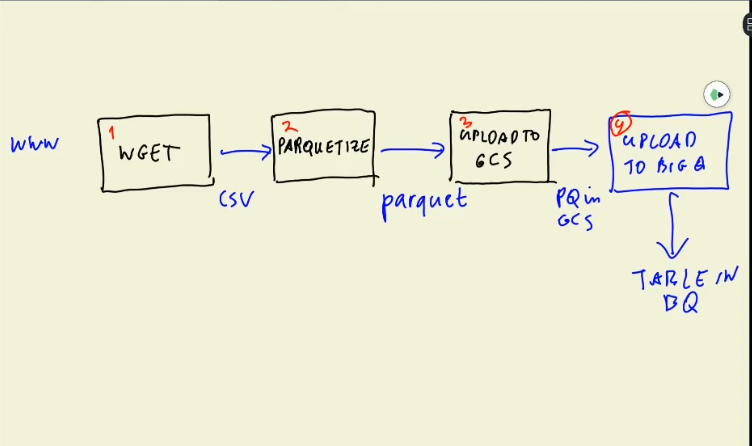 www
1
WGET
CSV
2
PARQUETIZE
parquet
3
UPLOAD TO
GCS
PQ in
GCS
4
UPLOAD
TO BIG Q
TABLE IN
BQ